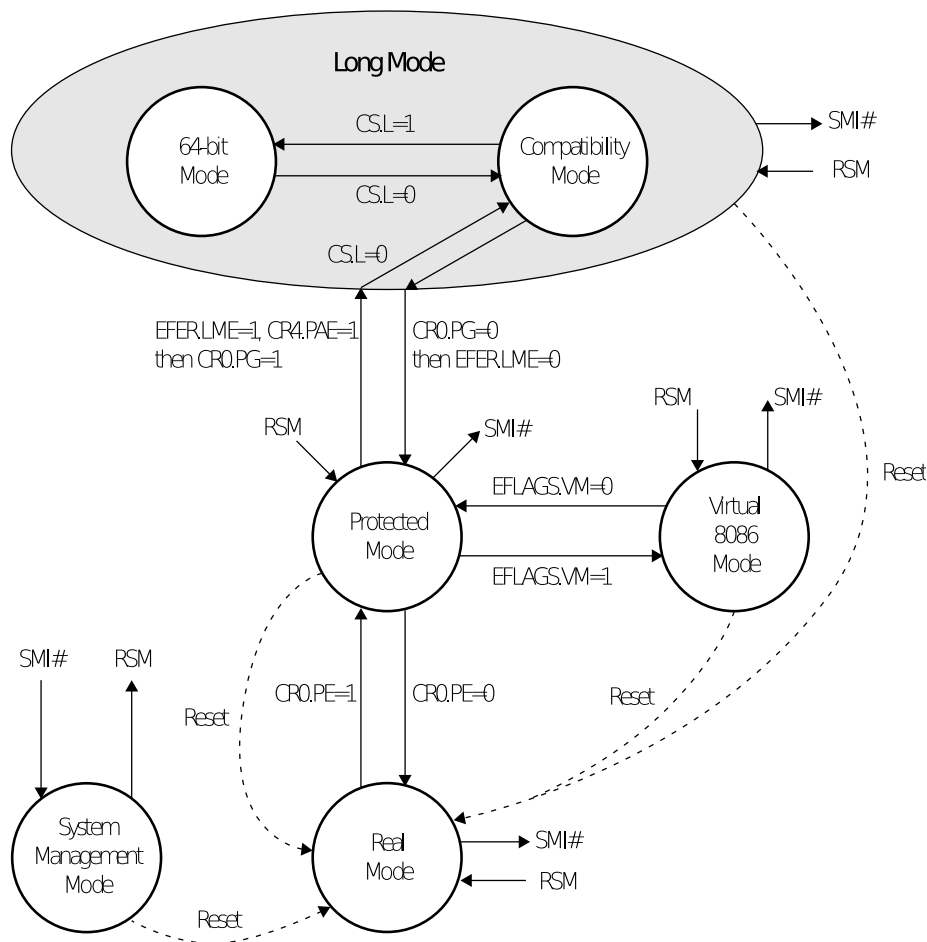 Long Mode
64-bit
Mode
CS.L=1
Compatibility
Mode
SMI#
RSM
CS.L=0
CS.L=0
EFER.LME=1, CR4.PAE=1
then CR0.PG=1
CR0.PG=0
then EFER.LME=0
RSM
SMI#
RSM
SMI#
Reset
Protected
Mode
EFLAGS.VM=0
EFLAGS.VM=1
Virtual
8086
Mode
SMI#
RSM
Reset
CR0.PE=1
CR0.PE=0
Reset
System
Management
Mode
Real
Mode
SMI#
RSM
Reset